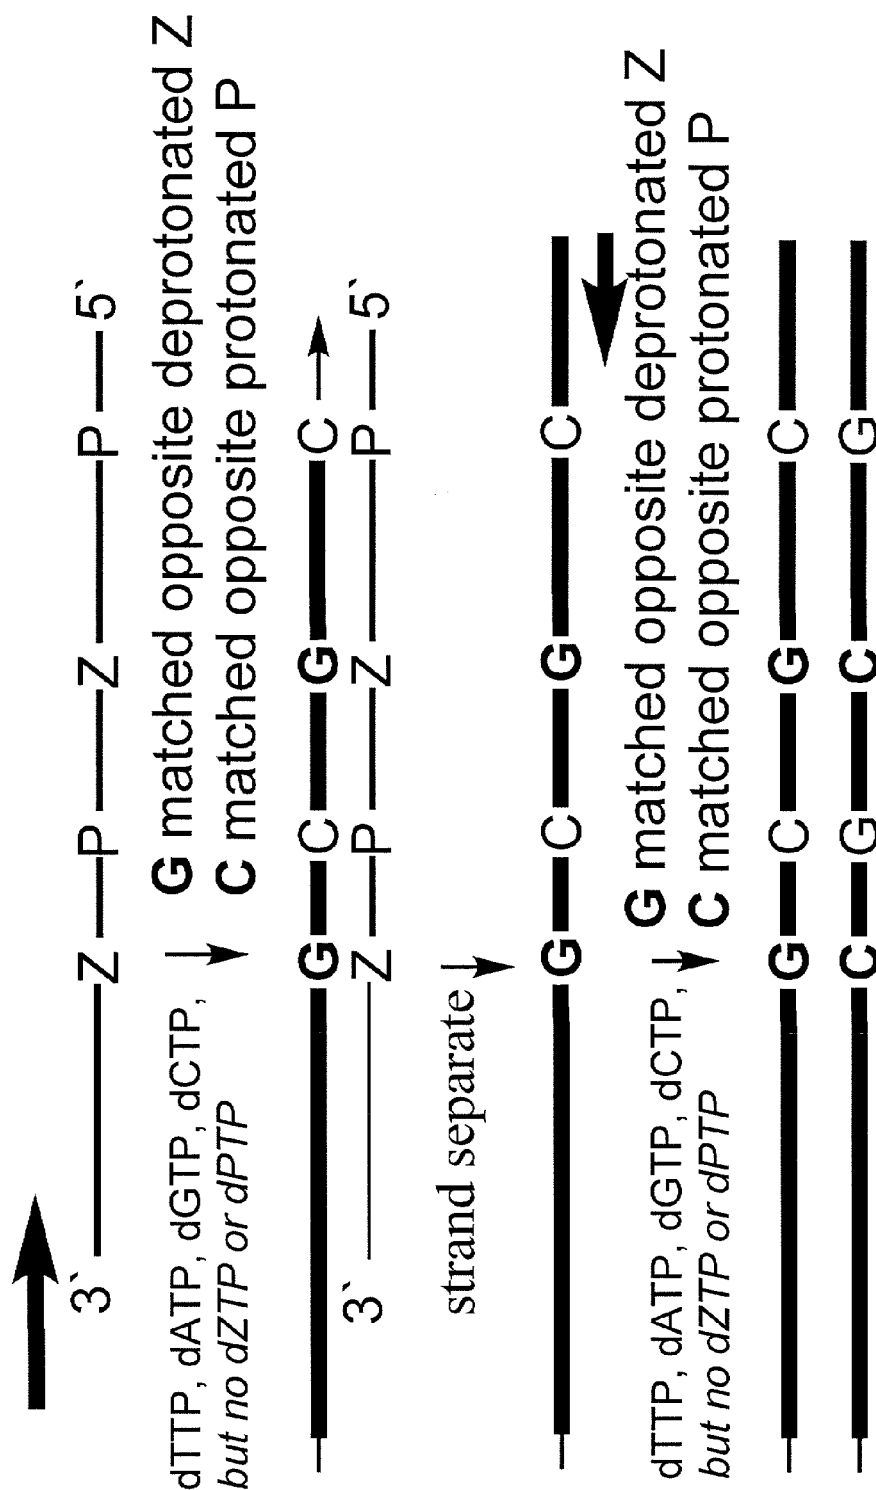 3` Z P Z P 5`
dTTP, dATP, dGTP, dCTP,
but no dZTP or dPTP
G matched opposite deprotonated Z
C matched opposite protonated P
G C G C
3` Z P Z P 5`
strand separate
G C G C
dTTP, dATP, dGTP, dCTP,
but no dZTP or dPTP
G matched opposite deprotonated Z
C matched opposite protonated P
G C G C
C G C G